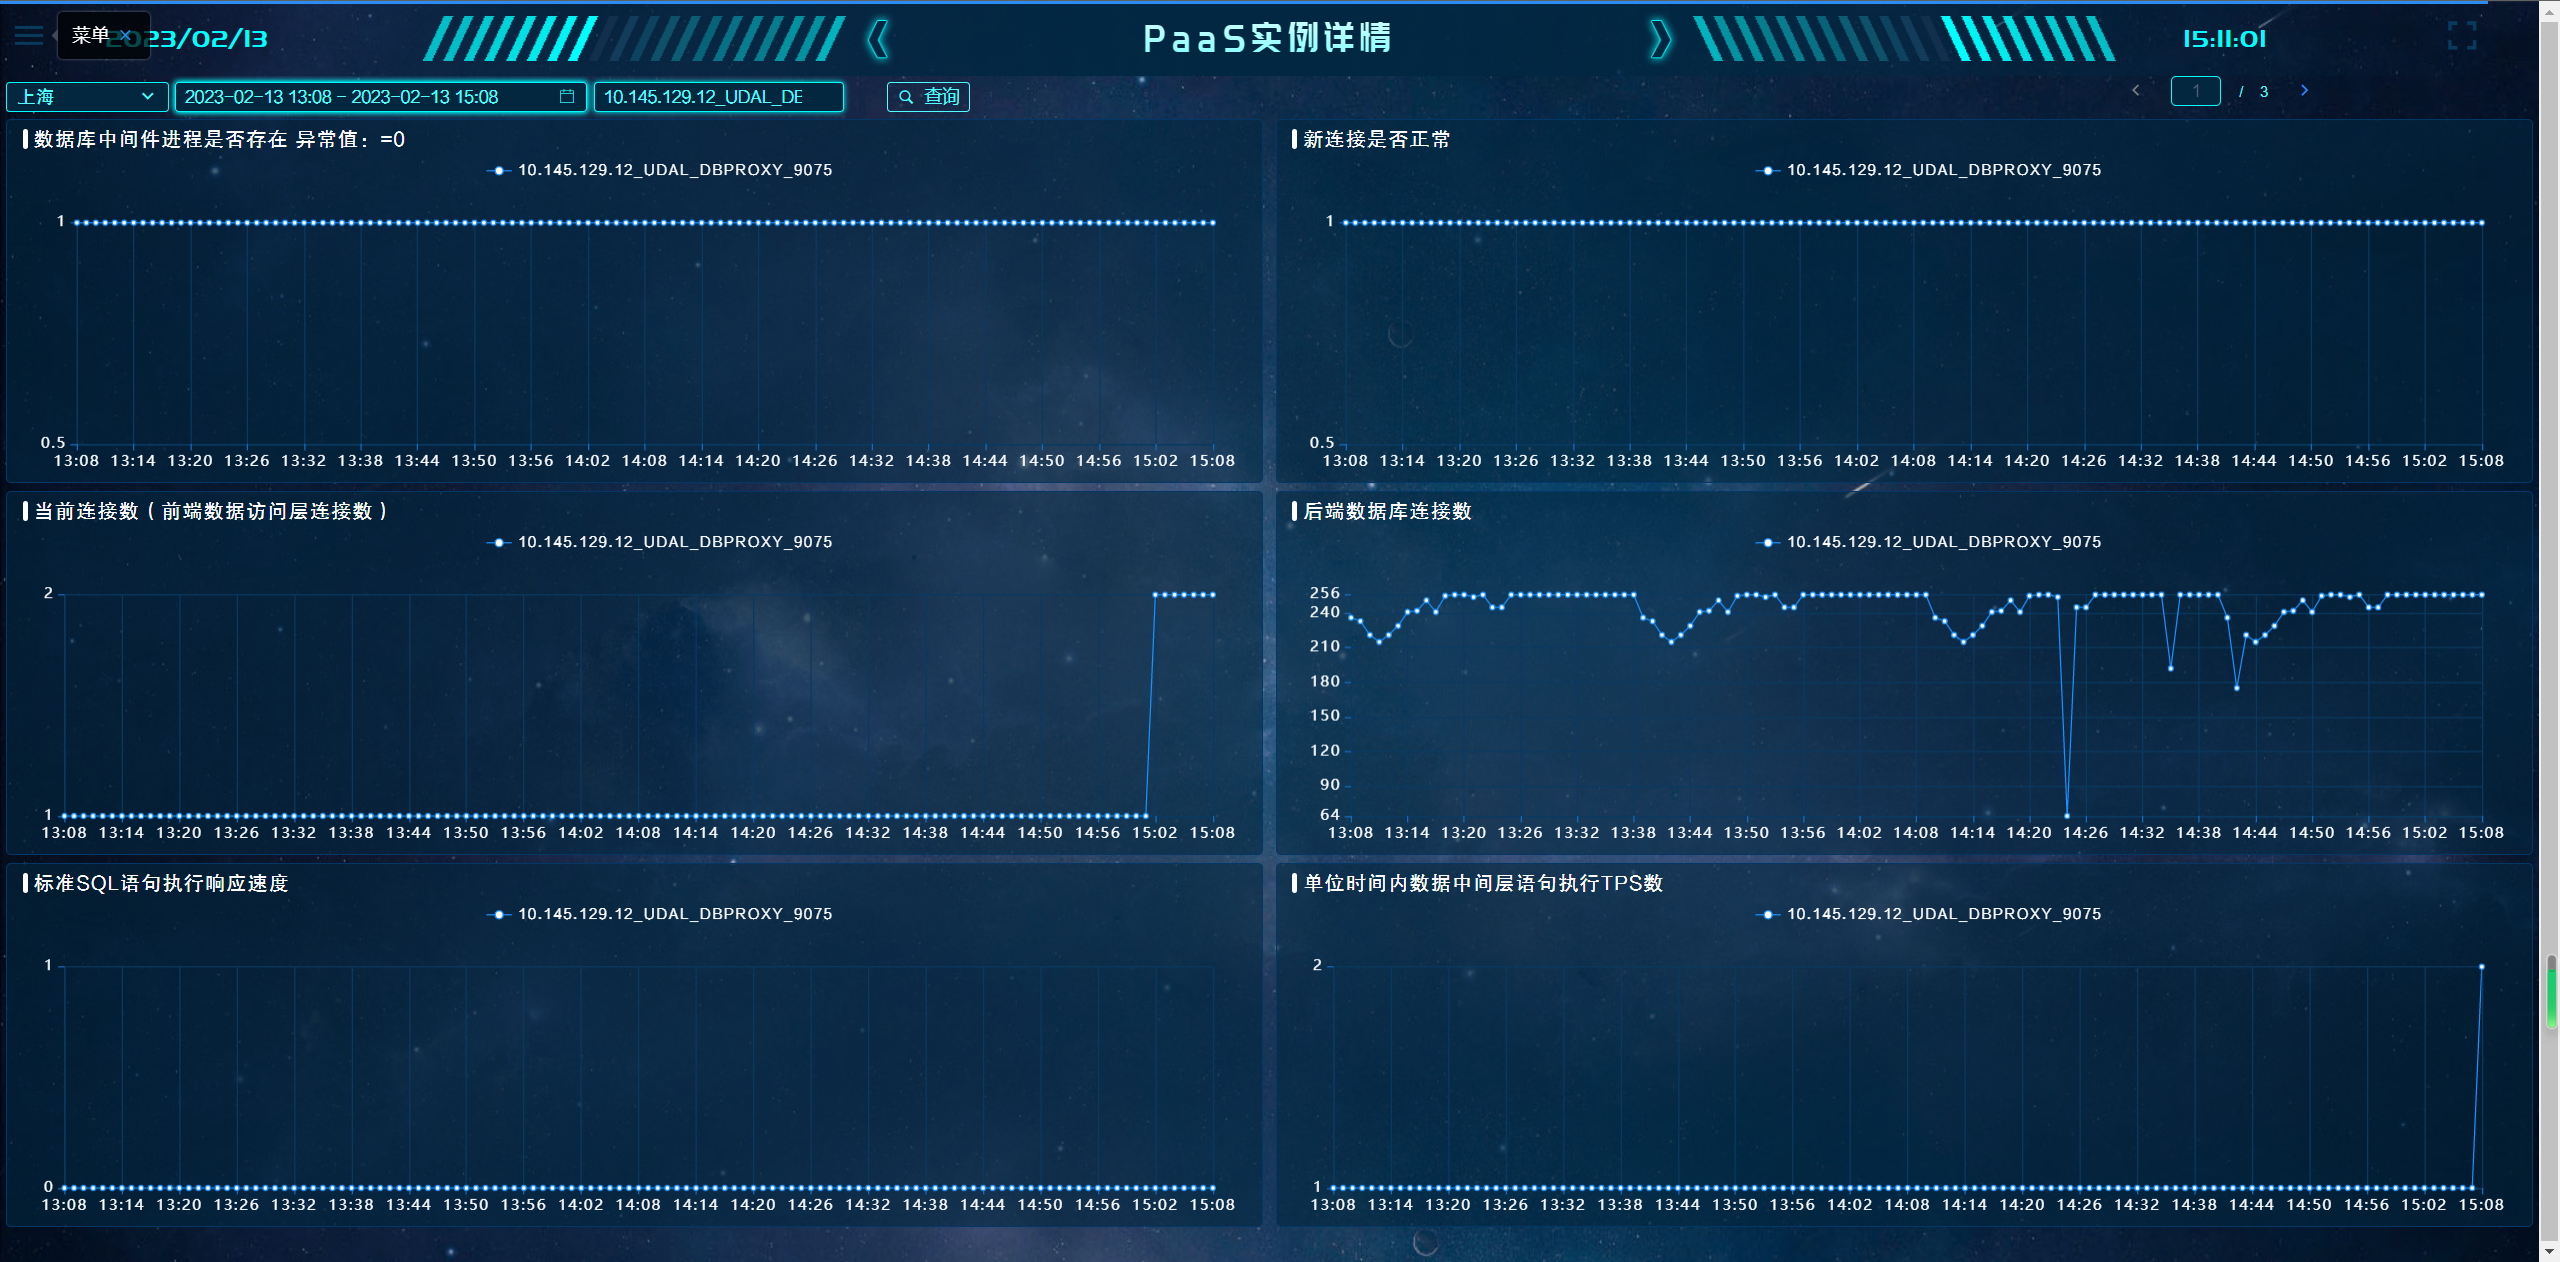 菜单 ×
2023/02/13
PaaS实例详情
15:11:01
上海
2023-02-13 13:08 - 2023-02-13 15:08
10.145.129.12_UDAL_DE
查询
1 / 3
数据库中间件进程是否存在 异常值：=0
10.145.129.12_UDAL_DBPROXY_9075
1
0.5
13:08 13:14 13:20 13:26 13:32 13:38 13:44 13:50 13:56 14:02 14:08 14:14 14:20 14:26 14:32 14:38 14:44 14:50 14:56 15:02 15:08
新连接是否正常
10.145.129.12_UDAL_DBPROXY_9075
1
0.5
13:08 13:14 13:20 13:26 13:32 13:38 13:44 13:50 13:56 14:02 14:08 14:14 14:20 14:26 14:32 14:38 14:44 14:50 14:56 15:02 15:08
当前连接数（前端数据访问层连接数）
10.145.129.12_UDAL_DBPROXY_9075
2
1
13:08 13:14 13:20 13:26 13:32 13:38 13:44 13:50 13:56 14:02 14:08 14:14 14:20 14:26 14:32 14:38 14:44 14:50 14:56 15:02 15:08
后端数据库连接数
10.145.129.12_UDAL_DBPROXY_9075
256
240
210
180
150
120
90
64
13:08 13:14 13:20 13:26 13:32 13:38 13:44 13:50 13:56 14:02 14:08 14:14 14:20 14:26 14:32 14:38 14:44 14:50 14:56 15:02 15:08
标准SQL语句执行响应速度
10.145.129.12_UDAL_DBPROXY_9075
1
0
13:08 13:14 13:20 13:26 13:32 13:38 13:44 13:50 13:56 14:02 14:08 14:14 14:20 14:26 14:32 14:38 14:44 14:50 14:56 15:02 15:08
单位时间内数据中间层语句执行TPS数
10.145.129.12_UDAL_DBPROXY_9075
2
1
13:08 13:14 13:20 13:26 13:32 13:38 13:44 13:50 13:56 14:02 14:08 14:14 14:20 14:26 14:32 14:38 14:44 14:50 14:56 15:02 15:08